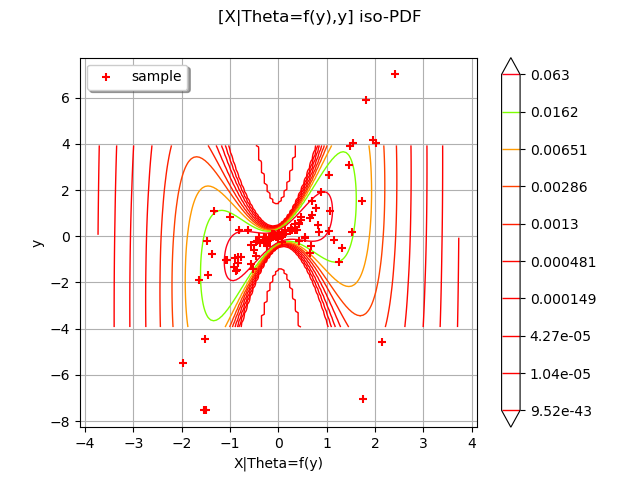 [X|Theta=f(y),y] iso-PDF
sample
6
4
2
0
−2
−4
−6
−8
y
−4 −3 −2 −1 0 1 2 3 4
X|Theta=f(y)
0.063
0.0162
0.00651
0.00286
0.0013
0.000481
0.000149
4.27e-05
1.04e-05
9.52e-43